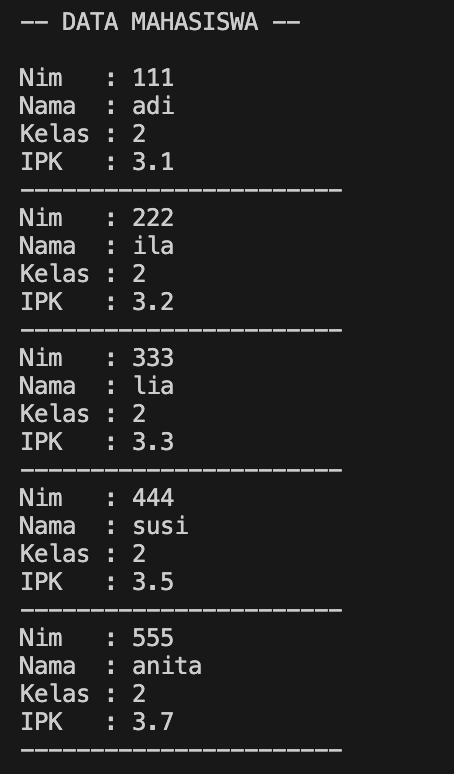 -- DATA MAHASISWA --
Nim   : 111
Nama  : adi
Kelas : 2
IPK   : 3.1
-----------------------
Nim   : 222
Nama  : ila
Kelas : 2
IPK   : 3.2
-----------------------
Nim   : 333
Nama  : lia
Kelas : 2
IPK   : 3.3
-----------------------
Nim   : 444
Nama  : susi
Kelas : 2
IPK   : 3.5
-----------------------
Nim   : 555
Nama  : anita
Kelas : 2
IPK   : 3.7
-----------------------